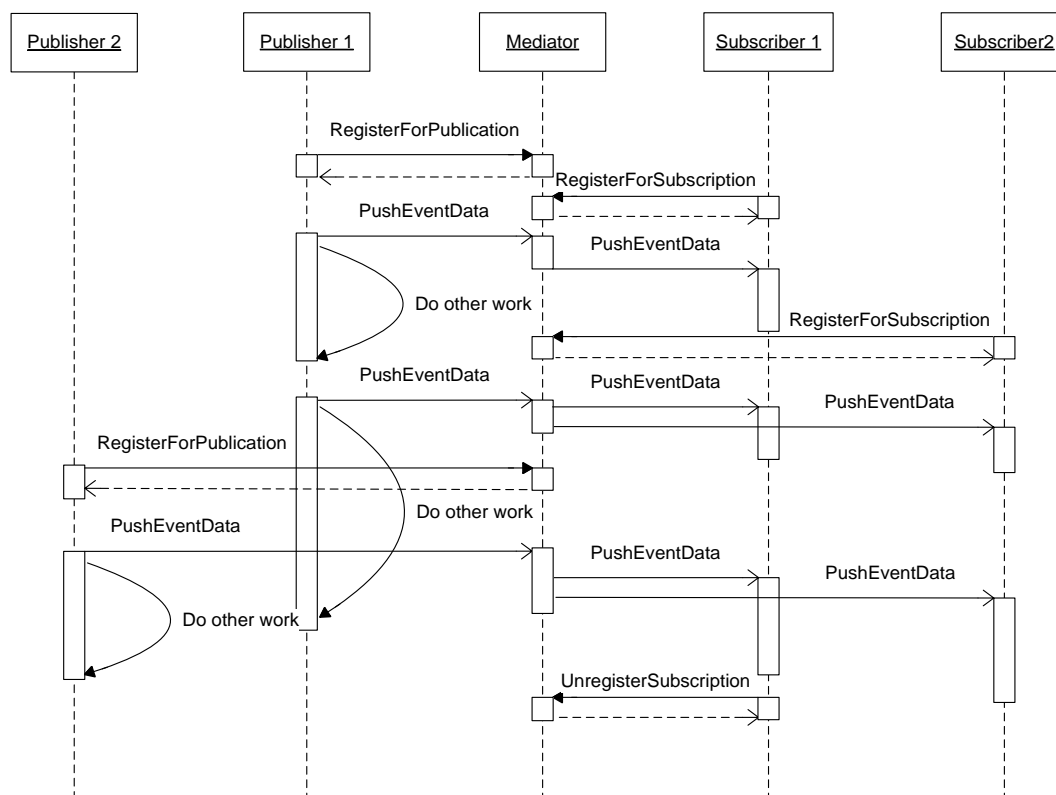 Publisher 2
Publisher 1
Mediator
Subscriber 1
Subscriber2
RegisterForPublication
RegisterForSubscription
PushEventData
PushEventData
Do other work
RegisterForSubscription
PushEventData
PushEventData
PushEventData
RegisterForPublication
Do other work
PushEventData
PushEventData
PushEventData
Do other work
UnregisterSubscription